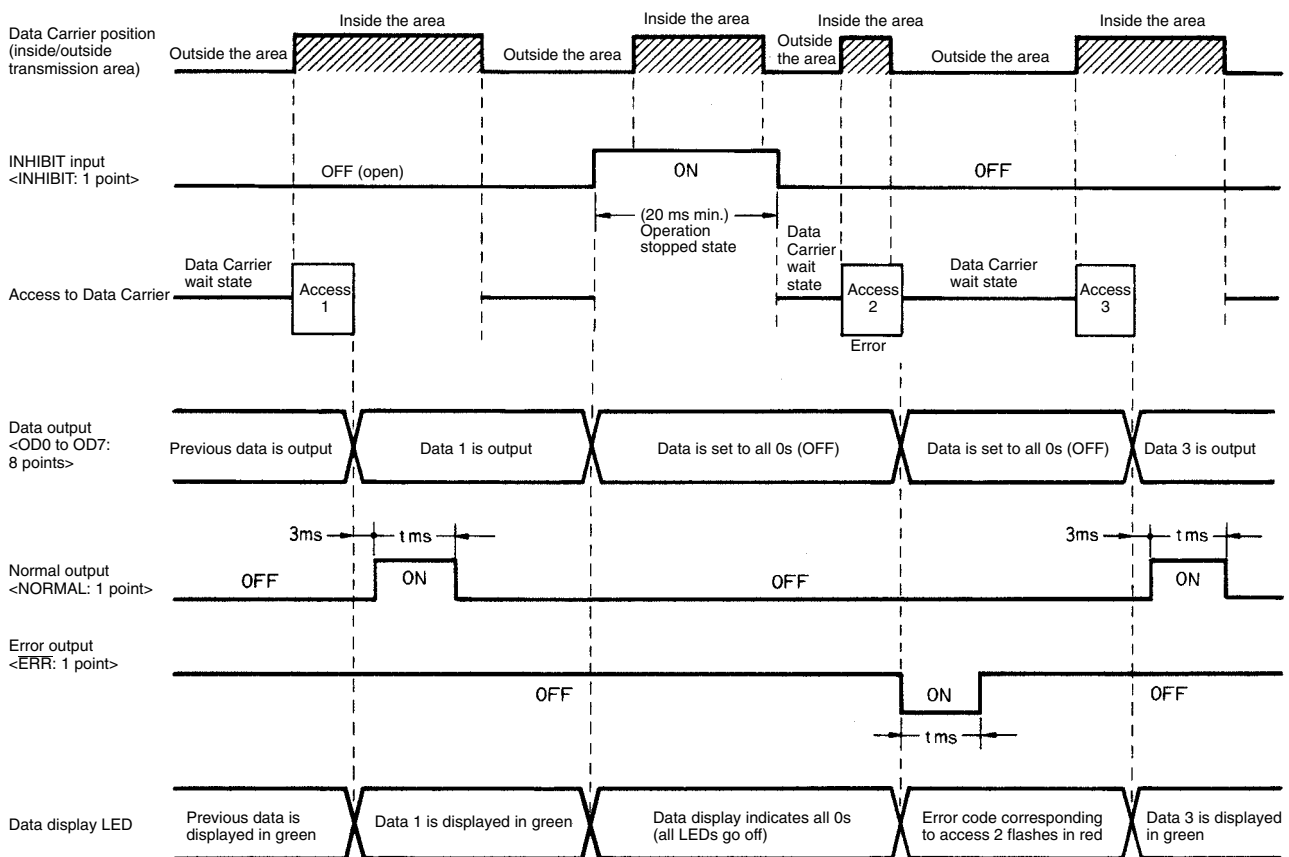 Data Carrier position
(inside/outside
transmission area)
Outside the area
Inside the area
Outside the area
Inside the area
Outside
the area
Inside the area
Outside the area
Inside the area
INHIBIT input
<INHIBIT: 1 point>
OFF (open)
ON
OFF
(20 ms min.)
Operation
stopped state
Access to Data Carrier
Data Carrier
wait state
Access
1
Data
Carrier
wait
state
Access
2
Error
Data Carrier
wait state
Access
3
Data output
<OD0 to OD7:
8 points>
Previous data is output
Data 1 is output
Data is set to all 0s (OFF)
Data is set to all 0s (OFF)
Data 3 is output
3ms
t ms
3ms
t ms
Normal output
<NORMAL: 1 point>
OFF
ON
OFF
ON
Error output
<ERR: 1 point>
OFF
ON
OFF
t ms
Data display LED
Previous data is
displayed in green
Data 1 is displayed in green
Data display indicates all 0s
(all LEDs go off)
Error code corresponding
to access 2 flashes in red
Data 3 is displayed
in green